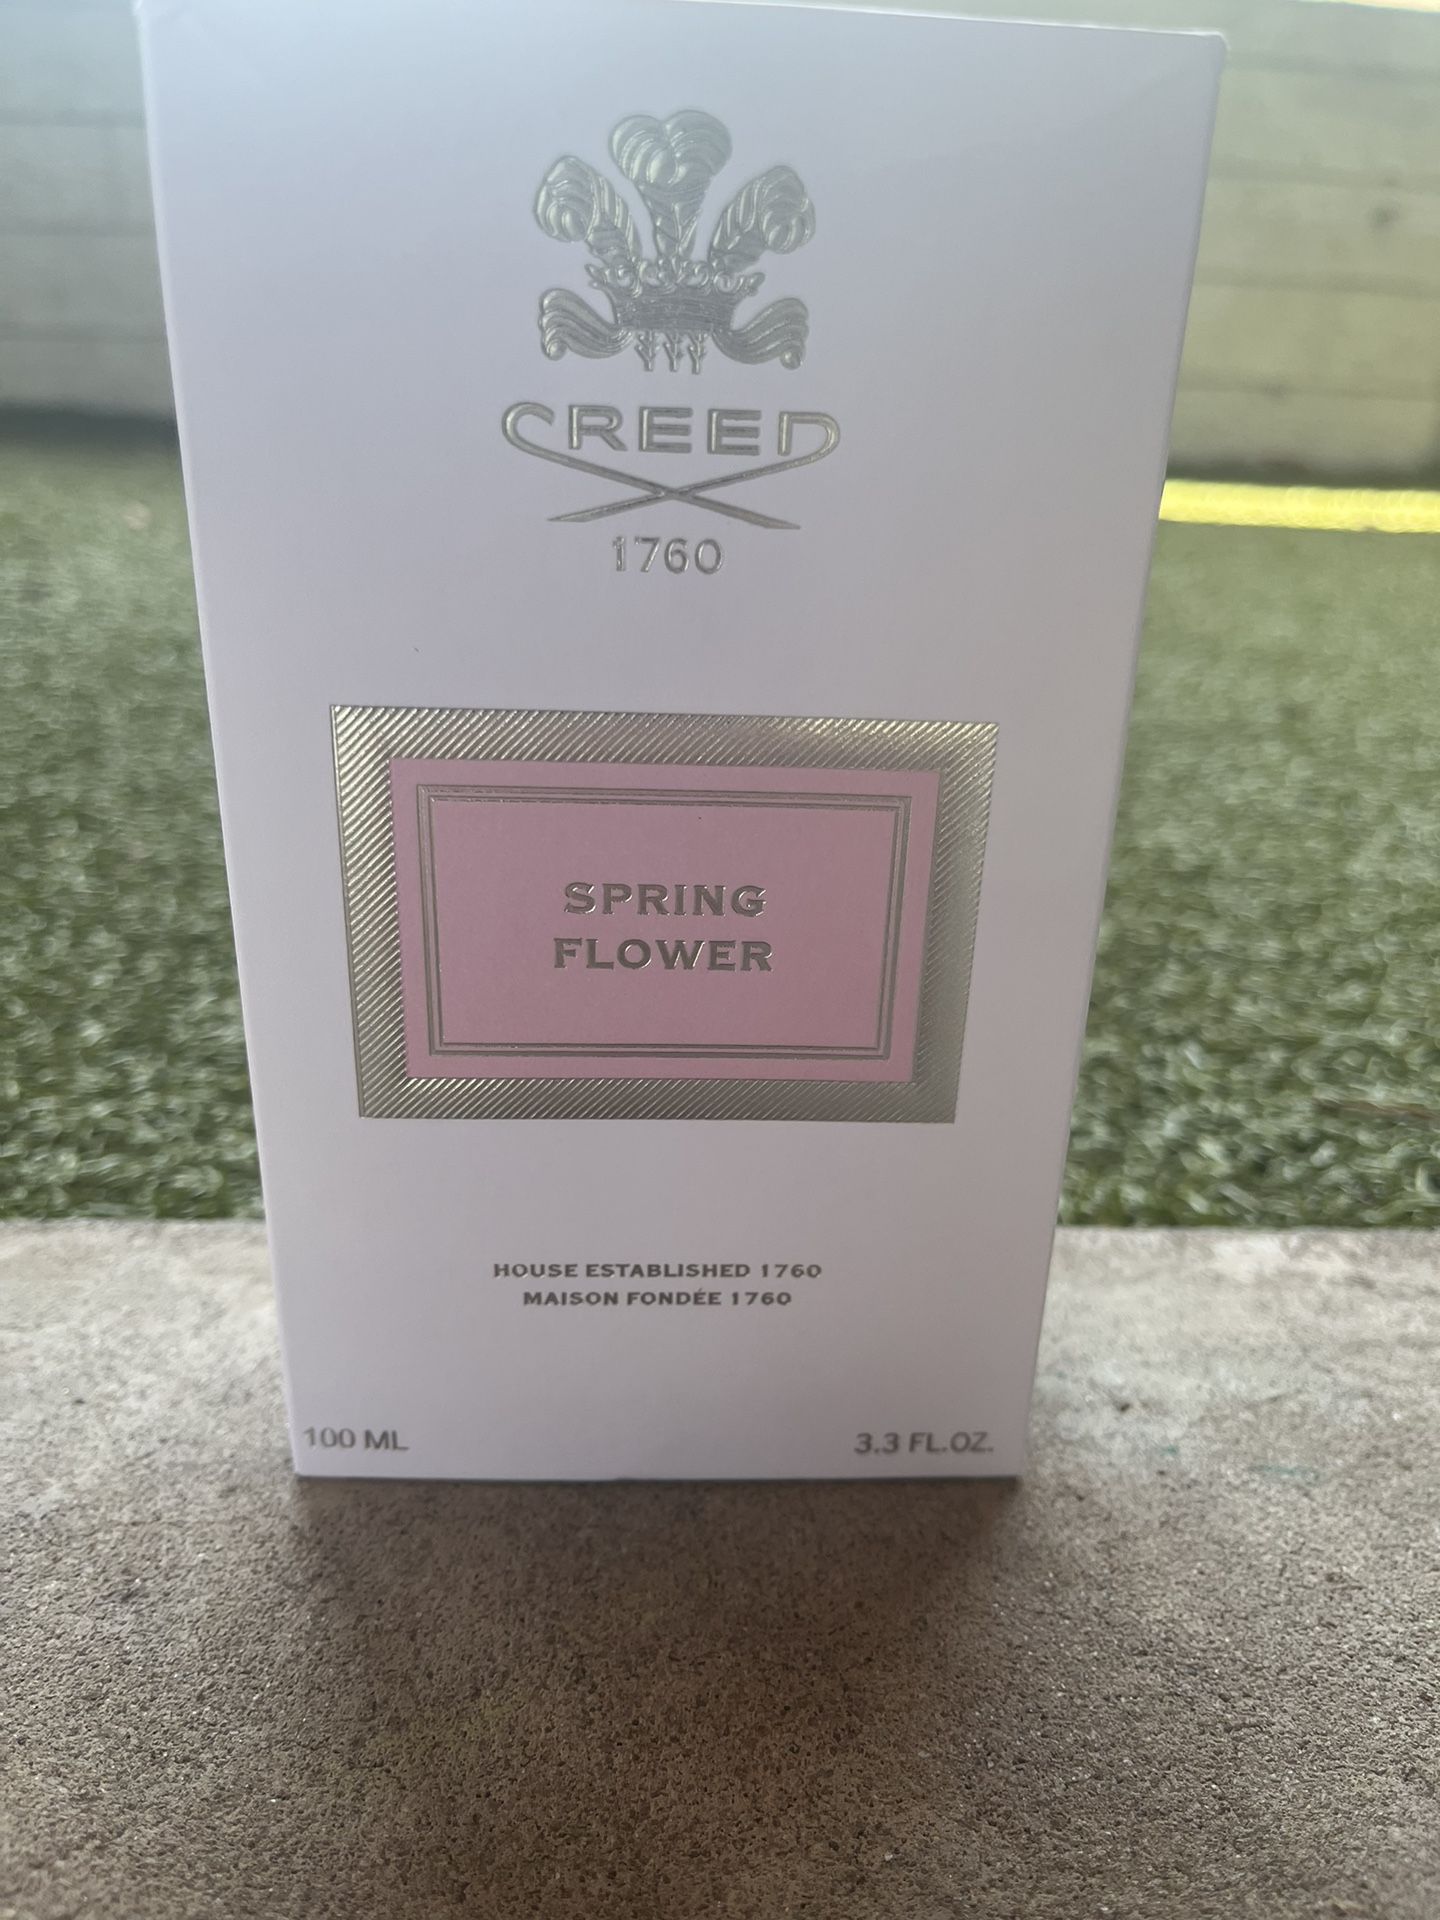 CREED
1760
SPRING
FLOWER
HOUSE ESTABLISHED 1760
MAISON FONDÉE 1760
100 ML
3.3 FL.OZ.